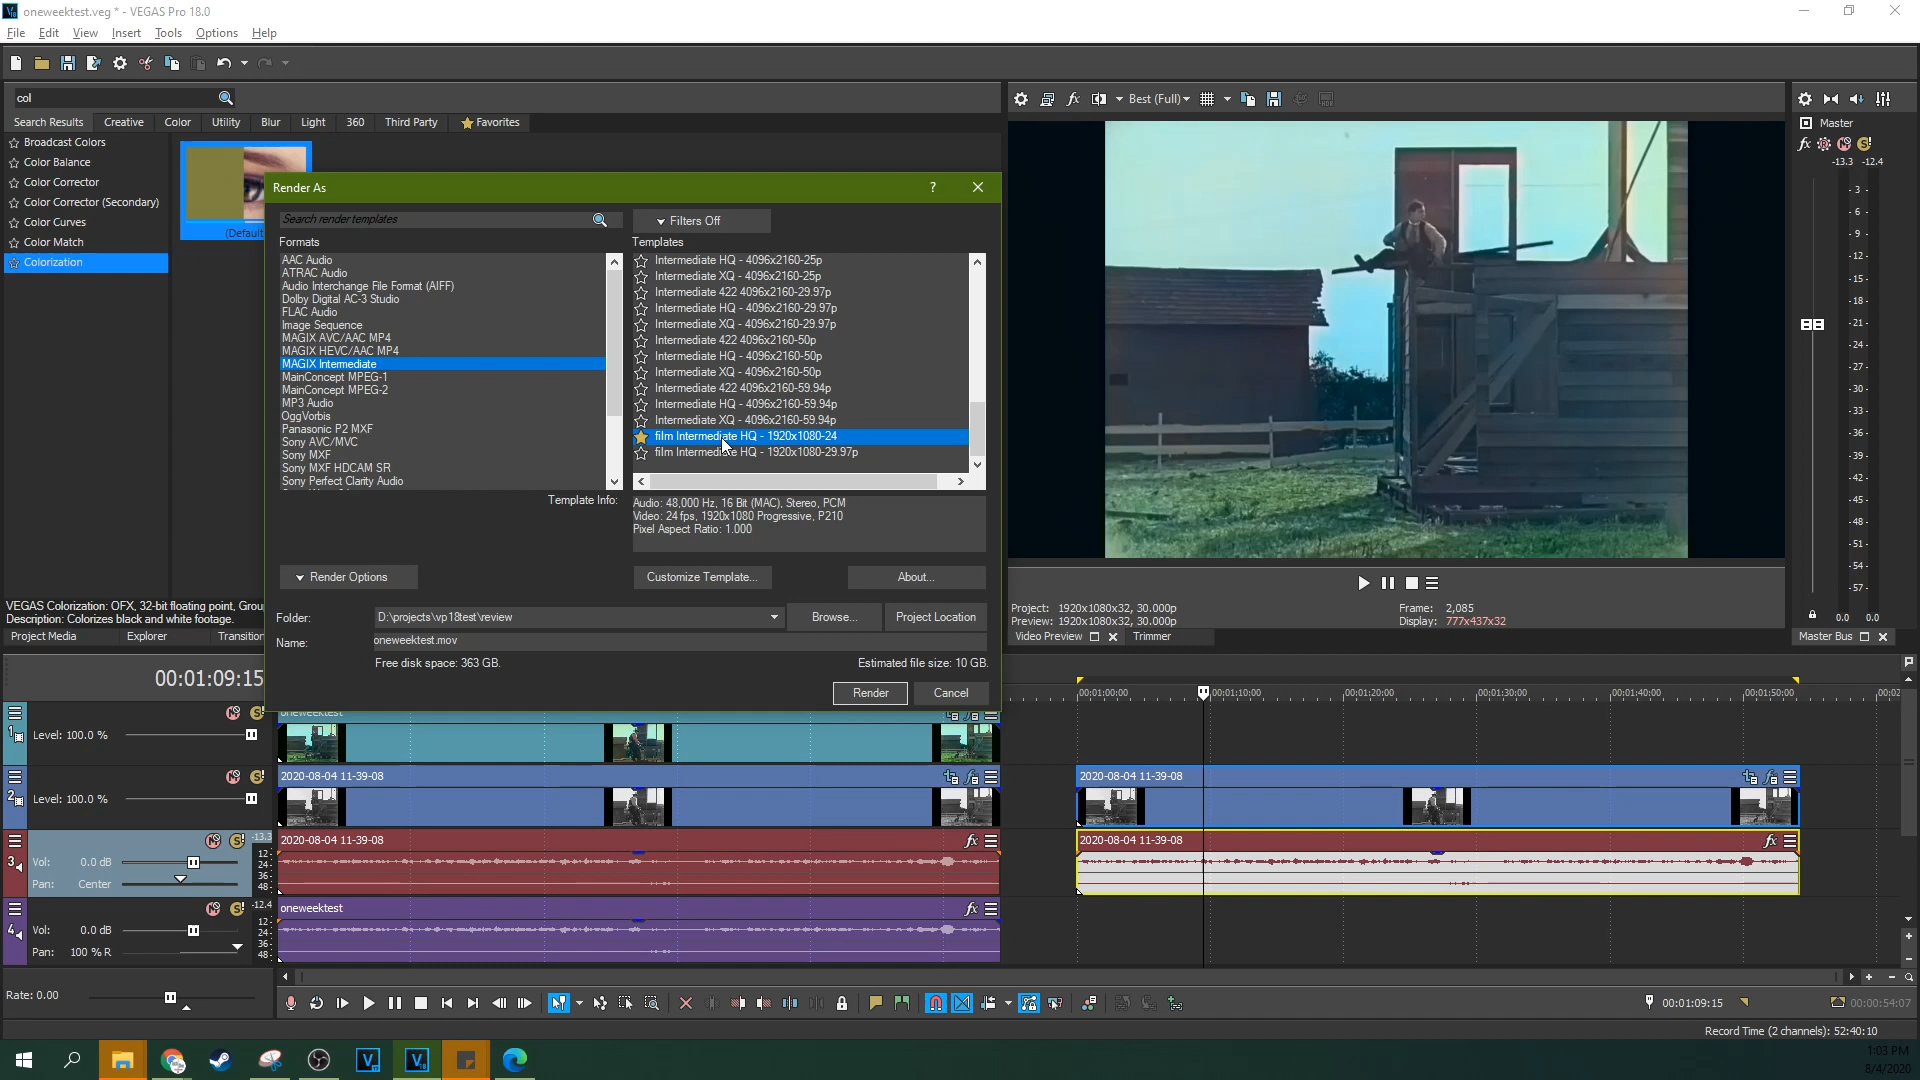 oneweektest.veg * - VEGAS Pro 18.0
File Edit View Insert Tools Options Help
col
Search Results Creative Color Utility Blur Light 360 Third Party Favorites
Broadcast Colors
Color Balance
Color Corrector
Color Corrector (Secondary)
Color Curves
Color Match
Colorization
(Default
VEGAS Colorization: OFX, 32-bit floating point, Grou
Description: Colorizes black and white footage.
Project Media Explorer Transition
Render As
?
Search render templates
Filters Off
Formats
AAC Audio
ATRAC Audio
Audio Interchange File Format (AIFF)
Dolby Digital AC-3 Studio
FLAC Audio
Image Sequence
MAGIX AVC/AAC MP4
MAGIX HEVC/AAC MP4
MAGIX Intermediate
MainConcept MPEG-1
MainConcept MPEG-2
MP3 Audio
OggVorbis
Panasonic P2 MXF
Sony AVC/MVC
Sony MXF
Sony MXF HDCAM SR
Sony Perfect Clarity Audio
Templates
Intermediate HQ - 4096x2160-25p
Intermediate XQ - 4096x2160-25p
Intermediate 422 4096x2160-29.97p
Intermediate HQ - 4096x2160-29.97p
Intermediate XQ - 4096x2160-29.97p
Intermediate 422 4096x2160-50p
Intermediate HQ - 4096x2160-50p
Intermediate XQ - 4096x2160-50p
Intermediate 422 4096x2160-59.94p
Intermediate HQ - 4096x2160-59.94p
Intermediate XQ - 4096x2160-59.94p
film Intermediate HQ - 1920x1080-24
film Intermediate HQ - 1920x1080-29.97p
Template Info:
Audio: 48,000 Hz, 16 Bit (MAC), Stereo, PCM
Video: 24 fps, 1920x1080 Progressive, P210
Pixel Aspect Ratio: 1.000
Render Options
Customize Template...
About...
Folder:
D:\projects\vp18test\review
Browse...
Project Location
Name:
oneweektest.mov
Free disk space: 363 GB.
Estimated file size: 10 GB.
Render
Cancel
Best (Full)
Project: 1920x1080x32, 30.000p
Preview: 1920x1080x32, 30.000p
Frame: 2,085
Display: 777x437x32
Video Preview
Trimmer
Master
-13.3 -12.4
- 3 -
- 6 -
- 9 -
-12-
-15-
-18-
-21-
-24-
-27-
-30-
-33-
-36-
-39-
-42-
-45-
-48-
-51-
-54-
-57-
0.0 0.0
Master Bus
00:01:09:15
00:01:00:00 00:01:10:00 00:01:20:00 00:01:30:00 00:01:40:00 00:01:50:00 00:02
1
Level: 100.0 %
oneweektest
2
Level: 100.0 %
2020-08-04 11-39-08
2020-08-04 11-39-08
3
Vol: 0.0 dB
Pan: Center
-13.3
12-
24-
36-
48-
2020-08-04 11-39-08
2020-08-04 11-39-08
4
Vol: 0.0 dB
Pan: 100 % R
-12.4
12-
24-
36-
48-
oneweektest
Rate: 0.00
00:01:09:15
00:00:54:07
Record Time (2 channels): 52:40:10
1:03 PM
8/4/2020